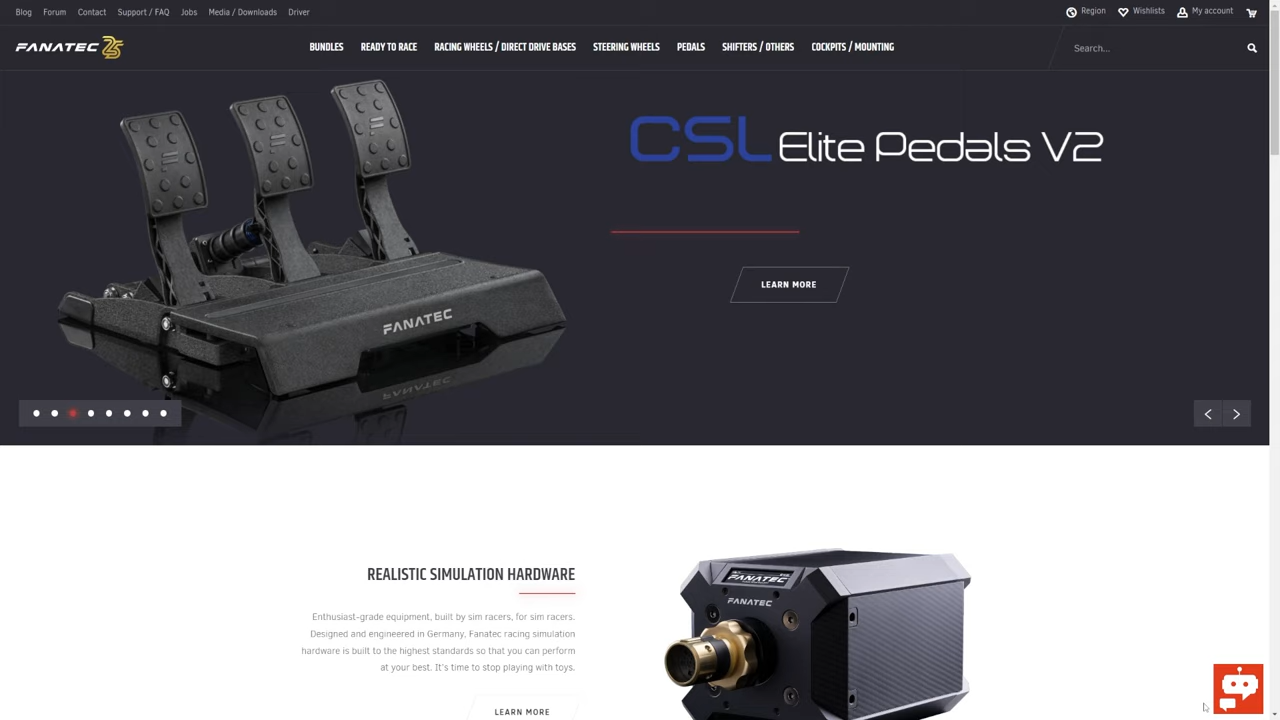 Blog Forum Contact Support / FAQ Jobs Media / Downloads Driver
Region Wishlists My account
FANATEC 25
BUNDLES READY TO RACE RACING WHEELS / DIRECT DRIVE BASES STEERING WHEELS PEDALS SHIFTERS / OTHERS COCKPITS / MOUNTING
Search...
CSL Elite Pedals V2
LEARN MORE
FANATEC
REALISTIC SIMULATION HARDWARE
Enthusiast-grade equipment, built by sim racers, for sim racers.
Designed and engineered in Germany, Fanatec racing simulation
hardware is built to the highest standards so that you can perform
at your best. It's time to stop playing with toys.
LEARN MORE
FANATEC
FANATEC